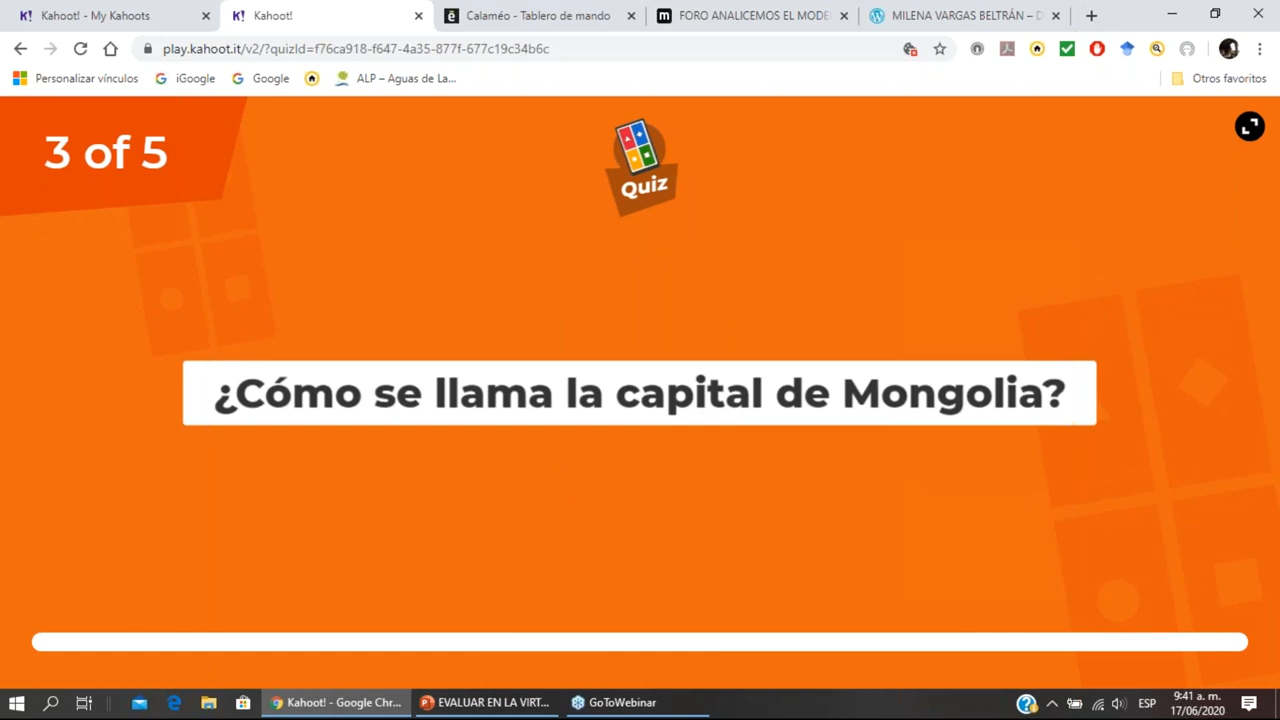 Kahoot! - My Kahoots
Kahoot!
Calaméo - Tablero de mando
FORO ANALICEMOS EL MODE
MILENA VARGAS BELTRÁN – D
play.kahoot.it/v2/?quizId=f76ca918-f647-4a35-877f-677c19c34b6c
Personalizar vínculos
iGoogle
Google
ALP – Aguas de La...
Otros favoritos
3 of 5
Quiz
¿Cómo se llama la capital de Mongolia?
Kahoot! - Google Chr...
EVALUAR EN LA VIRT...
GoToWebinar
ESP
9:41 a. m.
17/06/2020